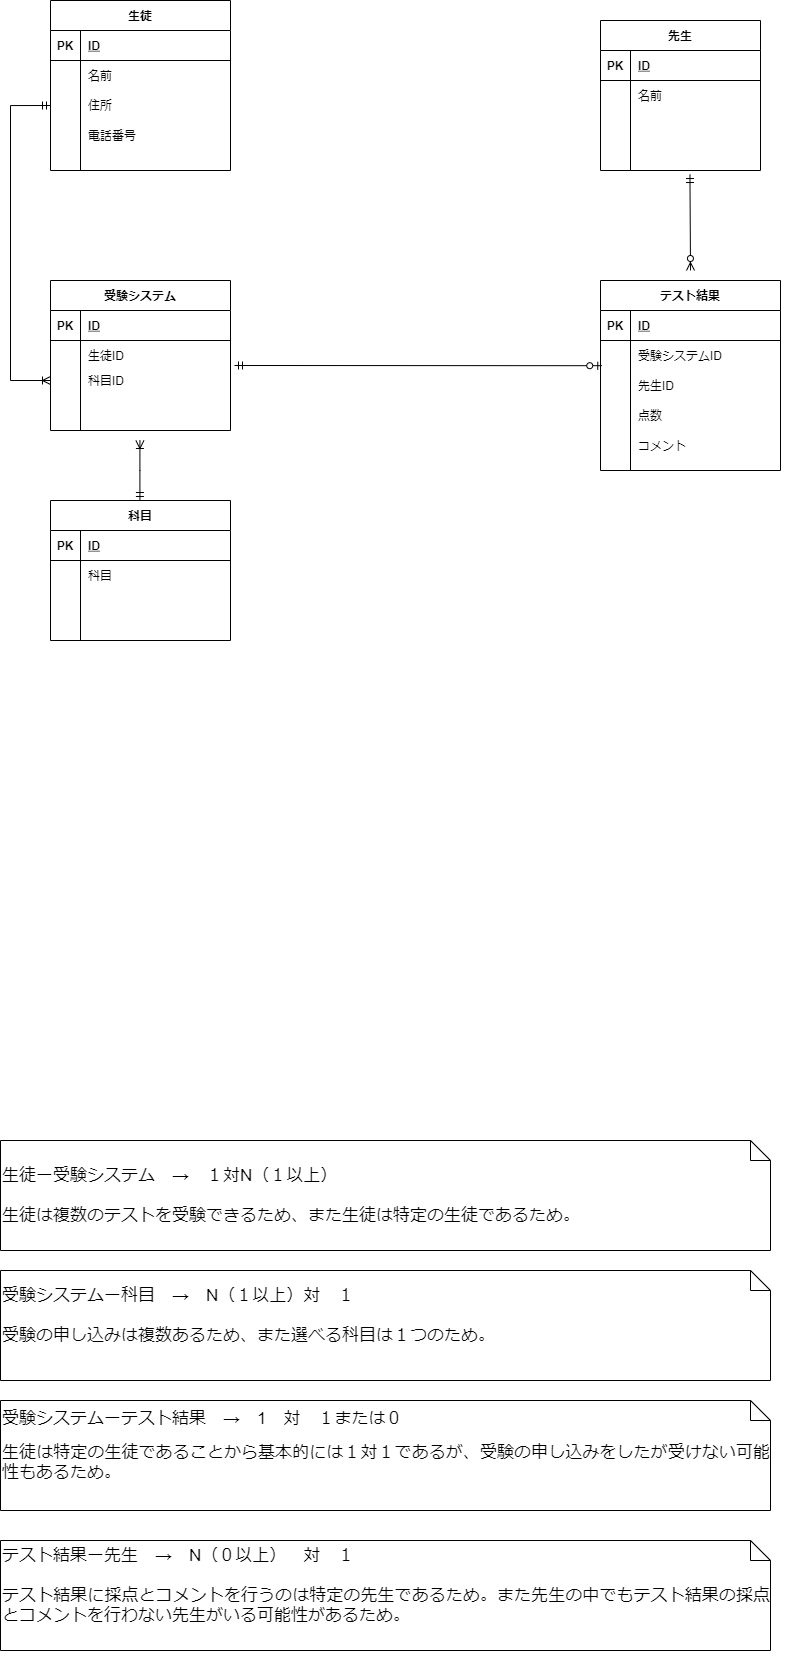 生徒
PK ID
名前
住所
電話番号
先生
PK ID
名前
受験システム
PK ID
生徒ID
科目ID
テスト結果
PK ID
受験システムID
先生ID
点数
コメント
科目
PK ID
科目
生徒ー受験システム　→　１対N（１以上）
生徒は複数のテストを受験できるため、また生徒は特定の生徒であるため。
受験システムー科目　→　N（１以上）対　１
受験の申し込みは複数あるため、また選べる科目は１つのため。
受験システムーテスト結果　→　1　対　１または０
生徒は特定の生徒であることから基本的には１対１であるが、受験の申し込みをしたが受けない可能
性もあるため。
テスト結果ー先生　→　N（０以上）　対　１
テスト結果に採点とコメントを行うのは特定の先生であるため。また先生の中でもテスト結果の採点
とコメントを行わない先生がいる可能性があるため。